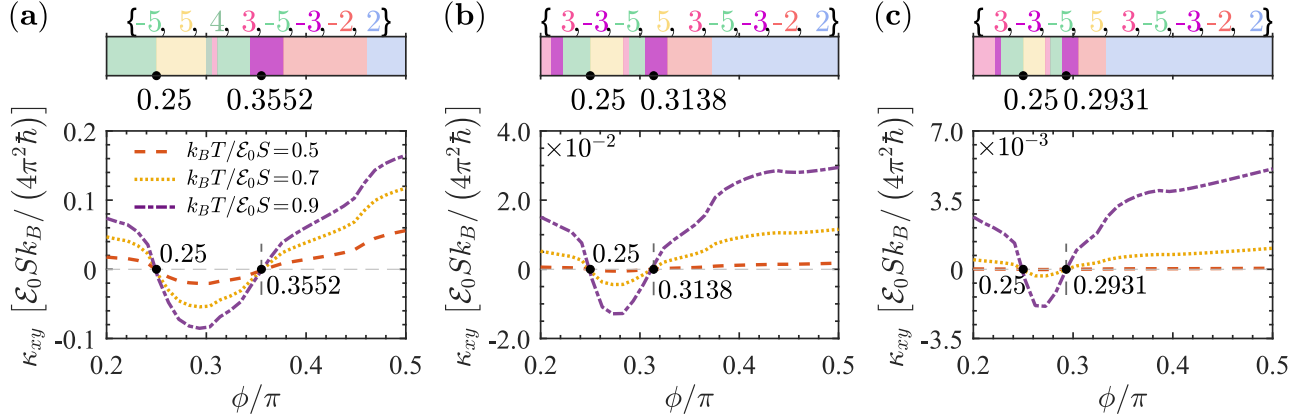 (a) {-5, 5, 4, 3, -5, -3, -2, 2}
0.25 0.3552
κxy [ℰ0SkB / (4π²ħ)]
0.2
0.1
0
-0.1
kBT/ℰ0S=0.5
kBT/ℰ0S=0.7
kBT/ℰ0S=0.9
0.25
0.3552
0.2 0.3 0.4 0.5
ϕ/π
(b) { 3, -3, -5, 5, 3, -5, -3, -2, 2}
0.25 0.3138
κxy [ℰ0SkB / (4π²ħ)]
×10⁻²
4.0
2.0
0
-2.0
0.25
0.3138
0.2 0.3 0.4 0.5
ϕ/π
(c) { 3, -3, -5, 5, 3, -5, -3, -2, 2}
0.25 0.2931
κxy [ℰ0SkB / (4π²ħ)]
×10⁻³
7.0
3.5
0
-3.5
0.25
0.2931
0.2 0.3 0.4 0.5
ϕ/π